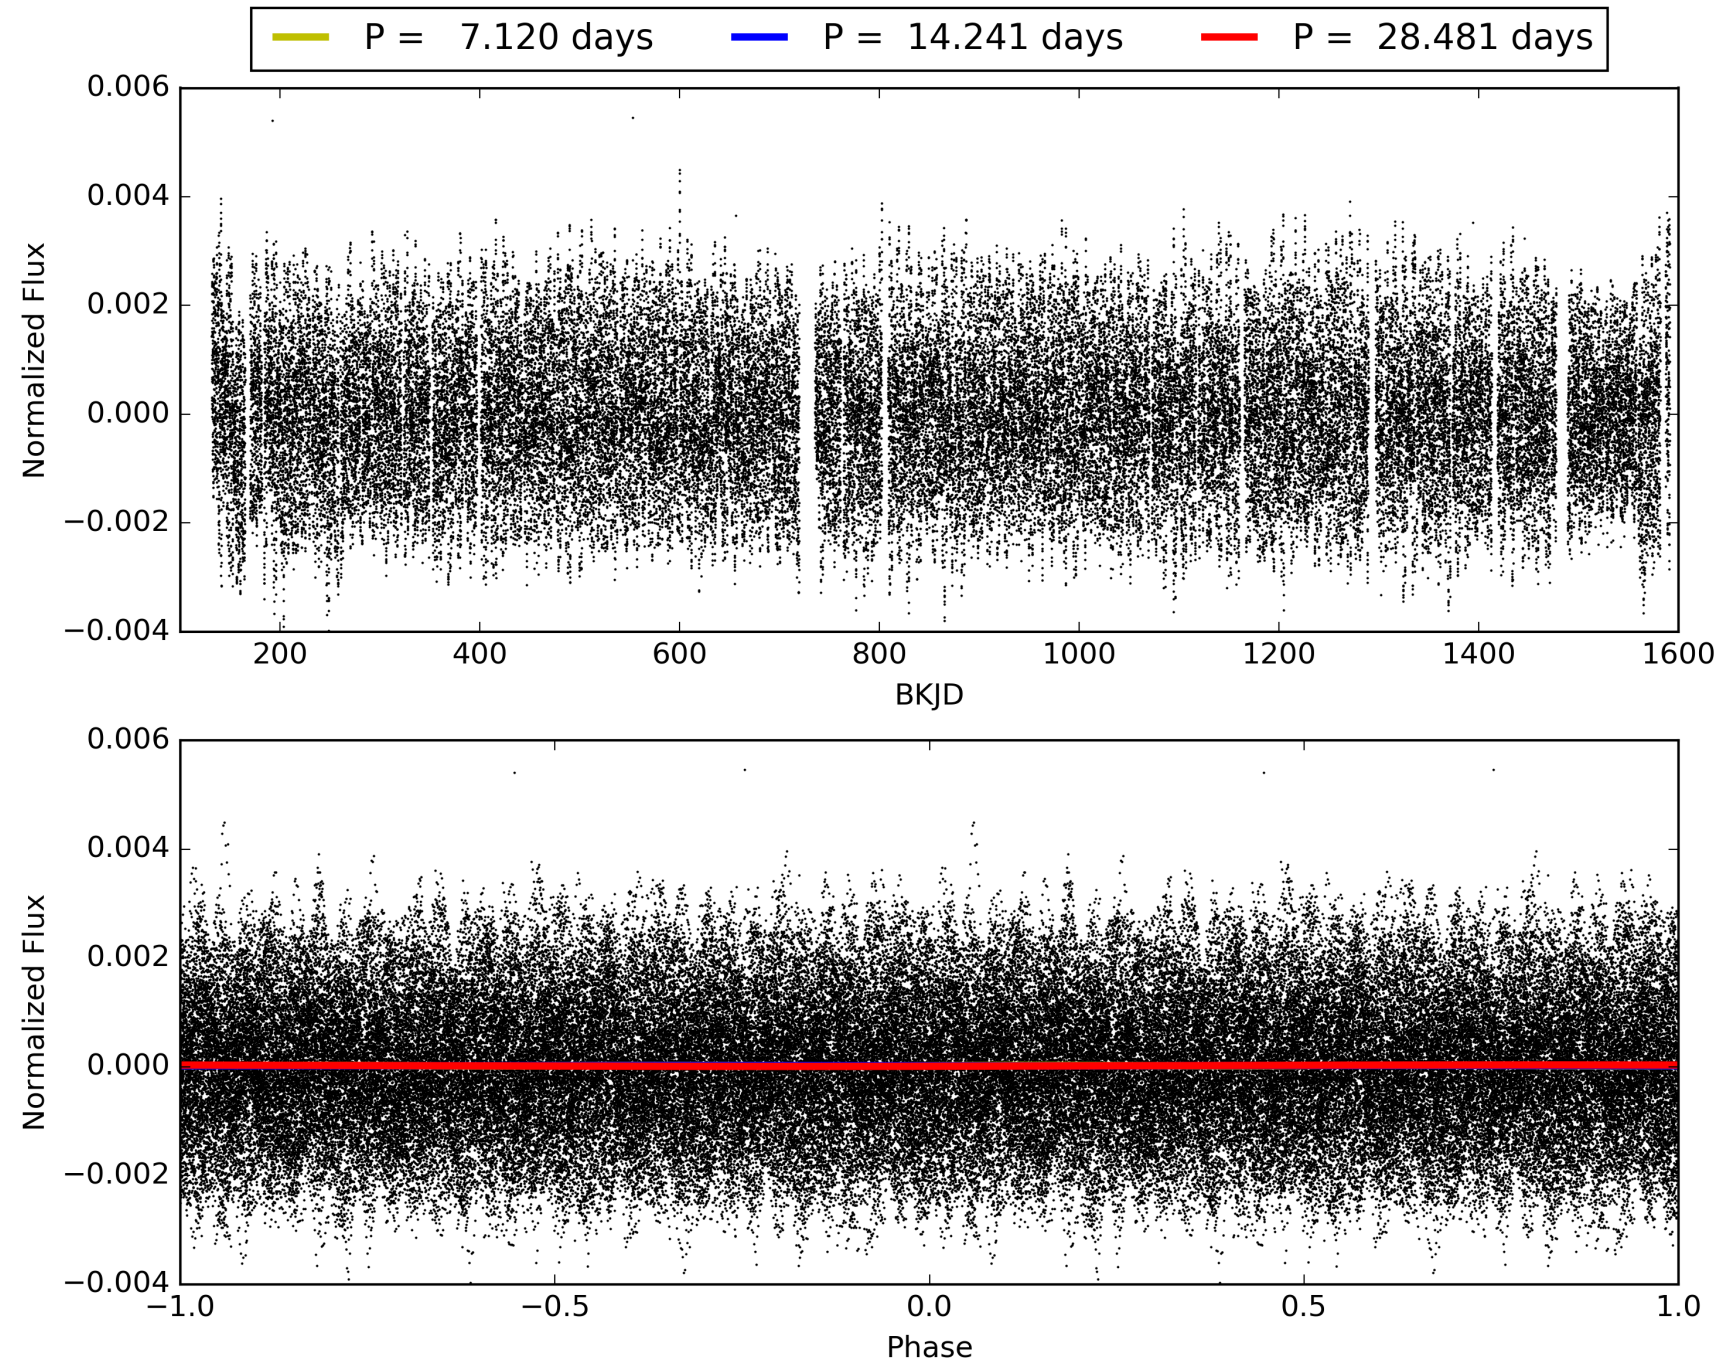 P = 7.120 days P = 14.241 days P = 28.481 days
0.006
0.004
0.002
0.000
−0.002
−0.004
Normalized Flux
200 400 600 800 1000 1200 1400 1600
BKJD
0.006
0.004
0.002
0.000
−0.002
−0.004
Normalized Flux
−1.0 −0.5 0.0 0.5 1.0
Phase